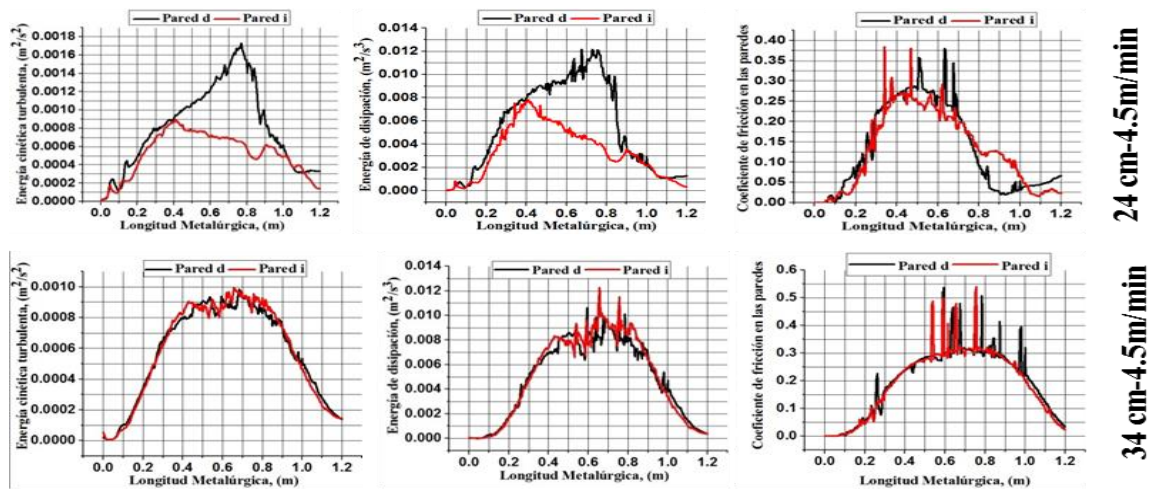 Pared d Pared i
Energía cinética turbulenta, (m²/s²)
0.0018
0.0016
0.0014
0.0012
0.0010
0.0008
0.0006
0.0004
0.0002
0.0000
0.0 0.2 0.4 0.6 0.8 1.0 1.2
Longitud Metalúrgica, (m)
Pared d Pared i
Energía de disipación, (m²/s³)
0.014
0.012
0.010
0.008
0.006
0.004
0.002
0.000
0.0 0.2 0.4 0.6 0.8 1.0 1.2
Longitud Metalúrgica, (m)
Pared d Pared i
Coeficiente de fricción en las paredes
0.40
0.35
0.30
0.25
0.20
0.15
0.10
0.05
0.00
0.0 0.2 0.4 0.6 0.8 1.0 1.2
Longitud Metalúrgica, (m)
24 cm-4.5m/min
Pared d Pared i
Energía cinética turbulenta, (m²/s²)
0.0010
0.0008
0.0006
0.0004
0.0002
0.0000
0.0 0.2 0.4 0.6 0.8 1.0 1.2
Longitud Metalúrgica, (m)
Pared d Pared i
Energía de disipación, (m²/s³)
0.014
0.012
0.010
0.008
0.006
0.004
0.002
0.000
0.0 0.2 0.4 0.6 0.8 1.0 1.2
Longitud Metalúrgica, (m)
Pared d Pared i
Coeficiente de fricción en las paredes
0.6
0.5
0.4
0.3
0.2
0.1
0.0
0.0 0.2 0.4 0.6 0.8 1.0 1.2
Longitud Metalúrgica, (m)
34 cm-4.5m/min